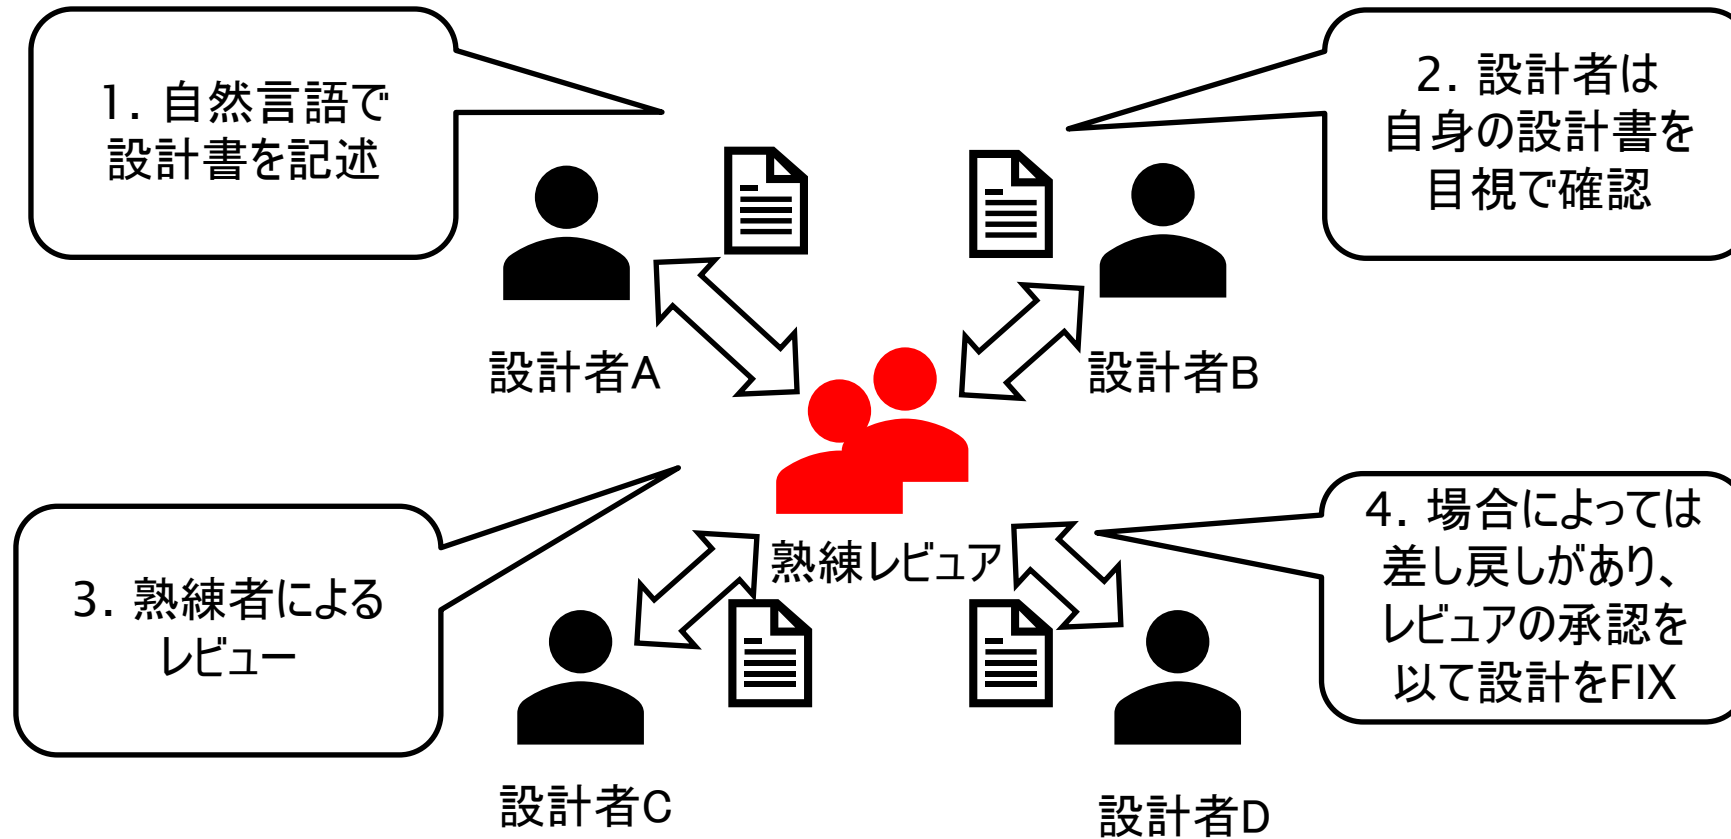 1. 自然言語で
設計書を記述
2. 設計者は
自身の設計書を
目視で確認
設計者A
設計者B
熟練レビュア
3. 熟練者による
レビュー
4. 場合によっては
差し戻しがあり、
レビュアの承認を
以て設計をFIX
設計者C
設計者D